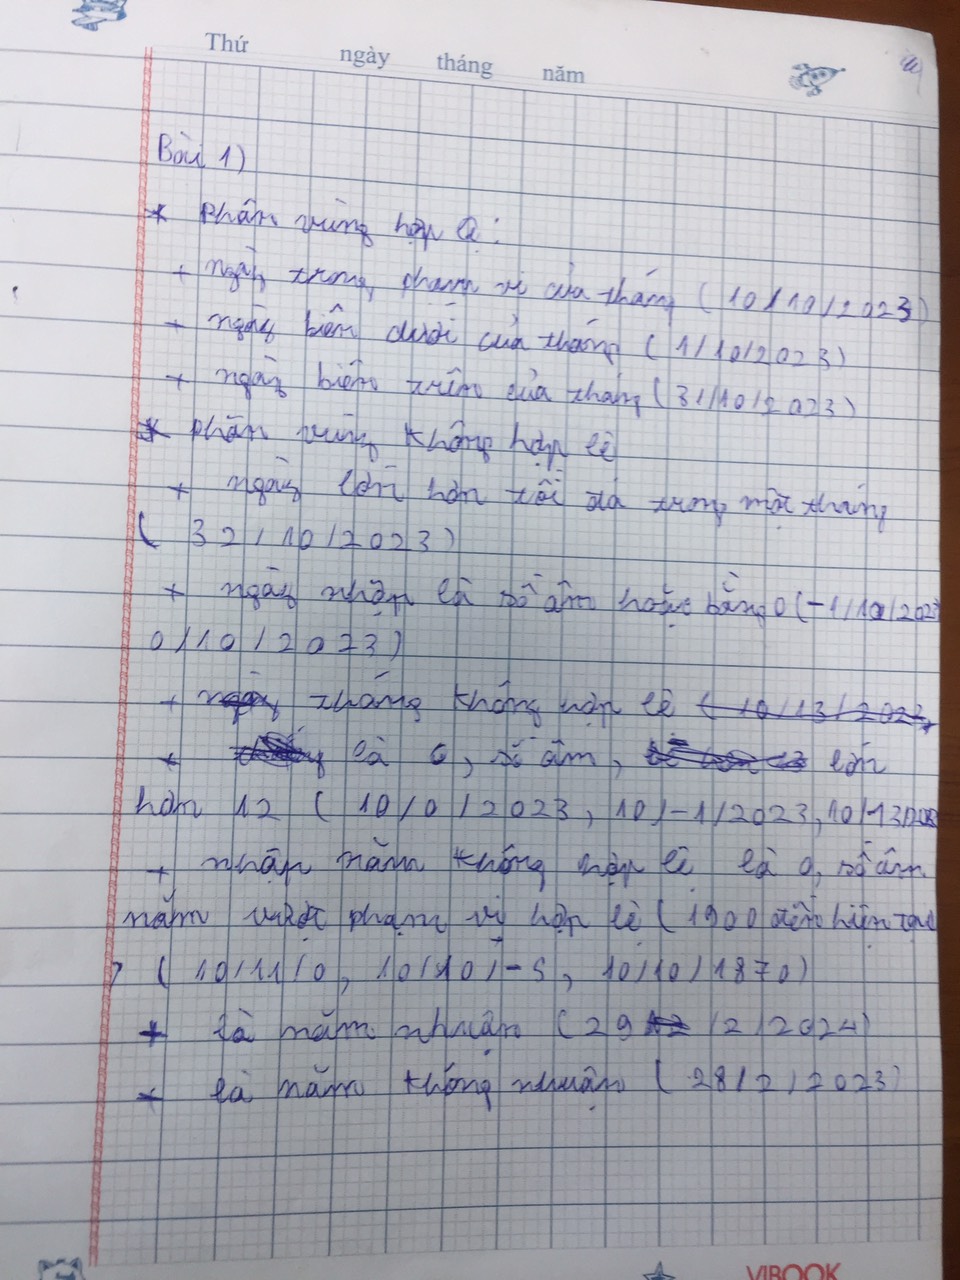 Thứ ngày tháng năm
Bài 1)
* phân vùng hợp lệ :
+ ngày trong phạm vi của tháng ( 10/10/2023 )
+ ngày biên dưới của tháng ( 1/10/2023 )
+ ngày biên trên của tháng ( 31/10/2023 )
* phân vùng không hợp lệ
+ ngày lớn hơn tối đa trong một tháng
( 32/10/2023 )
+ ngày nhập là số âm hoặc bằng 0 ( -1/10/2023
0/10/2023 )
+ tháng không hợp lệ ( 10/13/2023
+ là 0, số âm, lớn
hơn 12 ( 10/0/2023, 10/-1/2023, 10/13/2023
+ nhập năm không hợp lệ là 0, số âm
năm vượt phạm vi hợp lệ ( 1900 đến hiện tại
) ( 10/11/0, 10/10/-5, 10/10/1870 )
+ là năm nhuận ( 29/2/2024 )
+ là năm không nhuận ( 28/2/2023 )
VIBOOK